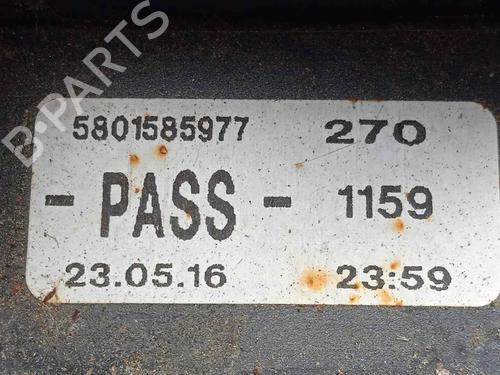 B-PARTS
5801585977 270
- PASS - 1159
23.05.16 23:59